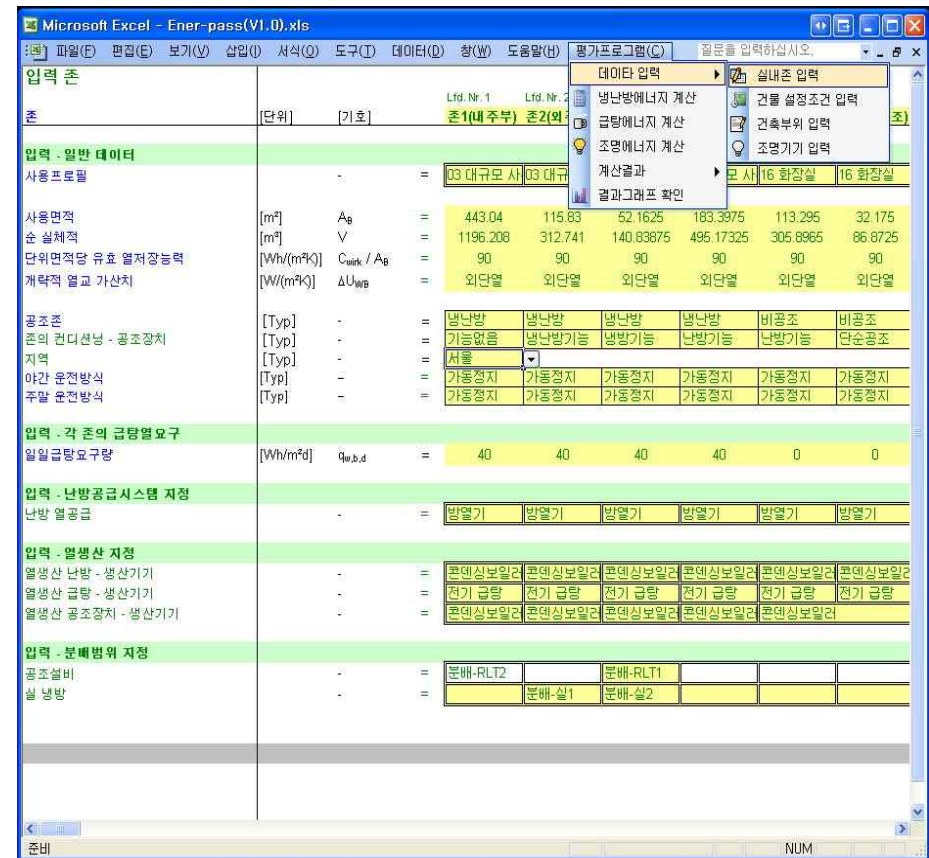 Microsoft Excel - Ener-pass(V1.0).xls
파일(F) 편집(E) 보기(V) 삽입(I) 서식(O) 도구(T) 데이터(D) 창(W) 도움말(H) 평가프로그램(C) 질문을 입력하십시오.
입력 존
데이타 입력 실내존 입력
Lfd. Nr. 1 Lfd. Nr. 2 냉난방에너지 계산 건물 설정조건 입력
존 [단위] [기호] 존1(내주부) 존2(외 급탕에너지 계산 건축부위 입력 조)
조명에너지 계산 조명기기 입력
입력 - 일반 데이터
계산결과
사용프로필 - = 03 대규모 사 03 대규 모 사 16 화장실 16 화장실
결과그래프 확인
사용면적 [m²] AB = 443.04 115.83 52.1625 183.3975 113.295 32.175
순 실체적 [m³] V = 1196.208 312.741 140.83875 495.17325 305.8965 86.8725
단위면적당 유효 열저장능력 [Wh/(m²K)] Cwirk / AB = 90 90 90 90 90 90
개략적 열교 가산치 [W/(m²K)] ΔUWB = 외단열 외단열 외단열 외단열 외단열 외단열
공조존 [Typ] - = 냉난방 냉난방 냉난방 냉난방 비공조 비공조
존의 컨디션닝 - 공조장치 [Typ] - = 기능없음 냉난방기능 냉방기능 난방기능 난방기능 단순공조
지역 [Typ] - = 서울
야간 운전방식 [Typ] - = 가동정지 가동정지 가동정지 가동정지 가동정지 가동정지
주말 운전방식 [Typ] - = 가동정지 가동정지 가동정지 가동정지 가동정지 가동정지
입력 - 각 존의 급탕열요구
일일급탕요구량 [Wh/m²d] qw,b,d = 40 40 40 40 0 0
입력 - 난방공급시스템 지정
난방 열공급 - = 방열기 방열기 방열기 방열기 방열기 방열기
입력 - 열생산 지정
열생산 난방 - 생산기기 - = 콘덴싱보일러 콘덴싱보일러 콘덴싱보일러 콘덴싱보일러 콘덴싱보일러 콘덴싱보일러
열생산 급탕 - 생산기기 - = 전기 급탕 전기 급탕 전기 급탕 전기 급탕 전기 급탕 전기 급탕
열생산 공조장치 - 생산기기 - = 콘덴싱보일러 콘덴싱보일러 콘덴싱보일러 콘덴싱보일러 콘덴싱보일러
입력 - 분배범위 지정
공조설비 - = 분배-RLT2 분배-RLT1
실 냉방 - = 분배-실1 분배-실2
준비 NUM